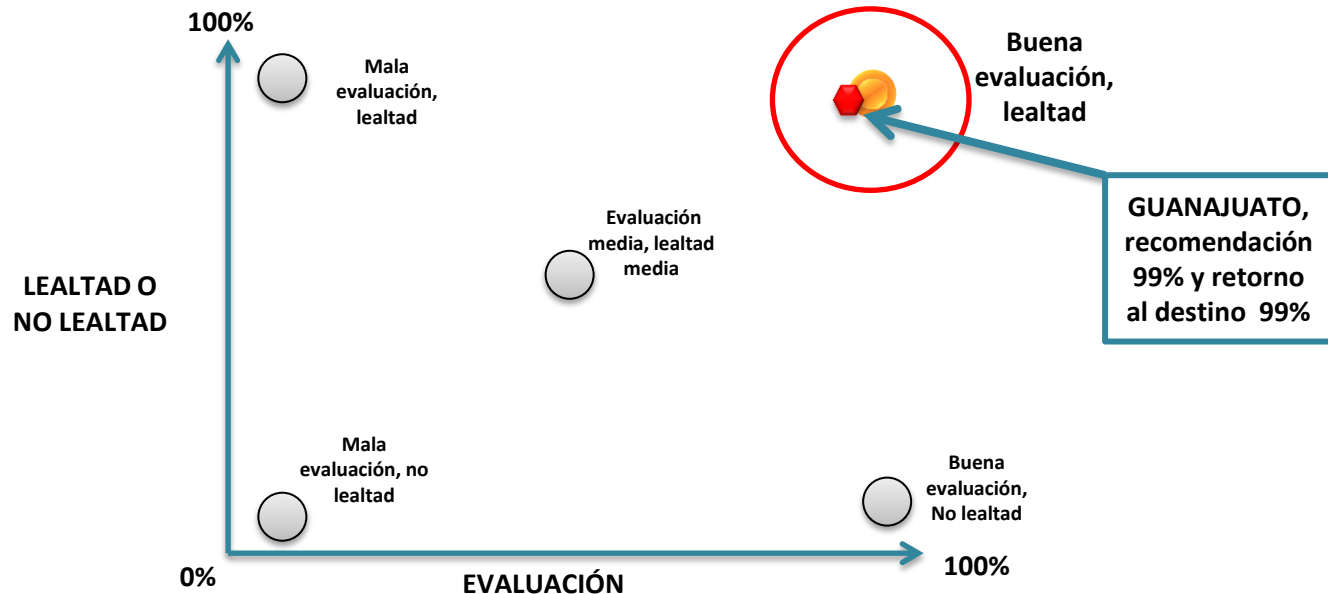 100%
Mala
evaluación,
lealtad
Buena
evaluación,
lealtad
GUANAJUATO,
recomendación
99% y retorno
al destino 99%
Evaluación
media, lealtad
media
LEALTAD O
NO LEALTAD
Mala
evaluación, no
lealtad
Buena
evaluación,
No lealtad
0%
EVALUACIÓN
100%